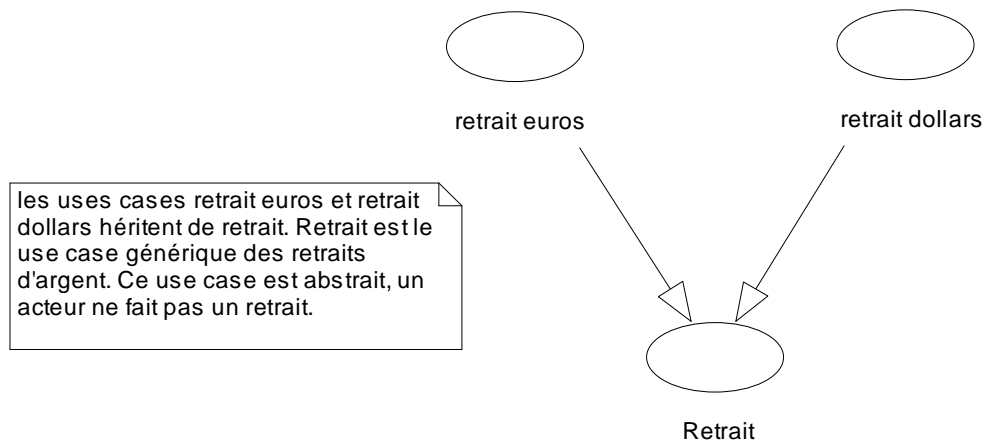 retrait euros
retrait dollars
les uses cases retrait euros et retrait
dollars héritent de retrait. Retrait est le
use case générique des retraits
d'argent. Ce use case est abstrait, un
acteur ne fait pas un retrait.
Retrait